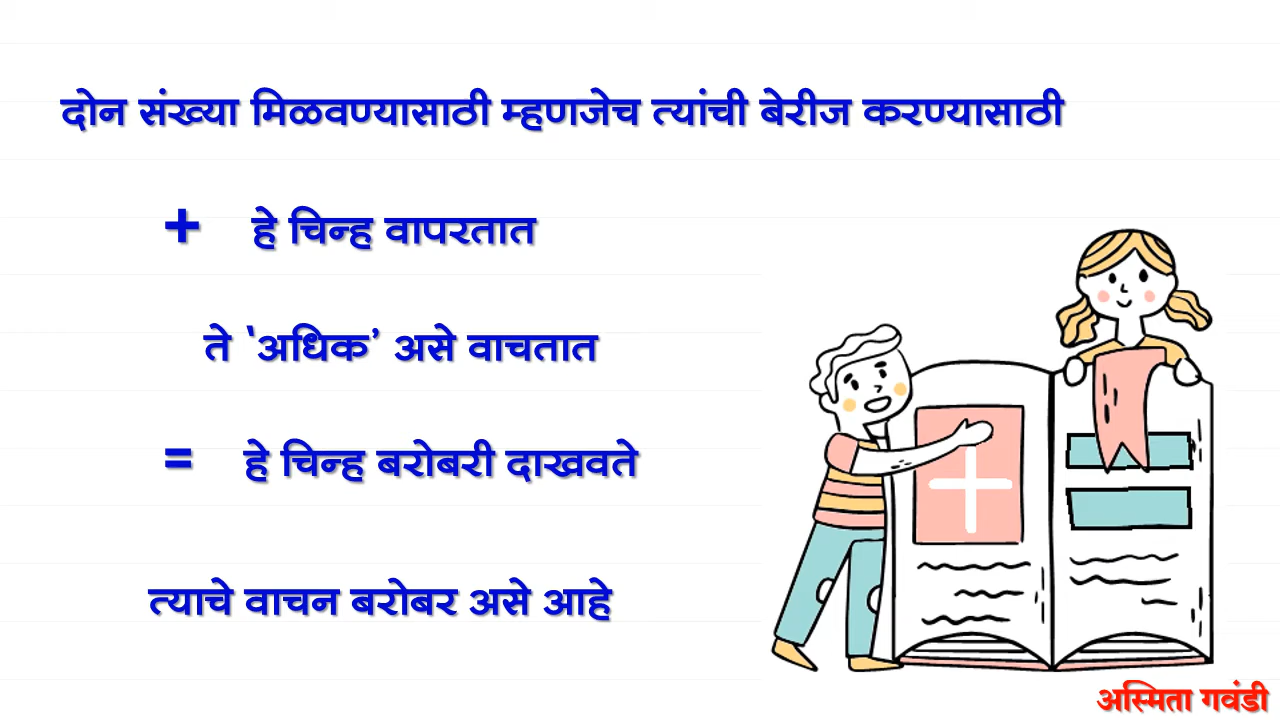 दोन संख्या मिळवण्यासाठी म्हणजेच त्यांची बेरीज करण्यासाठी
+ हे चिन्ह वापरतात
ते ‘अधिक’ असे वाचतात
= हे चिन्ह बरोबरी दाखवते
त्याचे वाचन बरोबर असे आहे
अस्मिता गवंडी